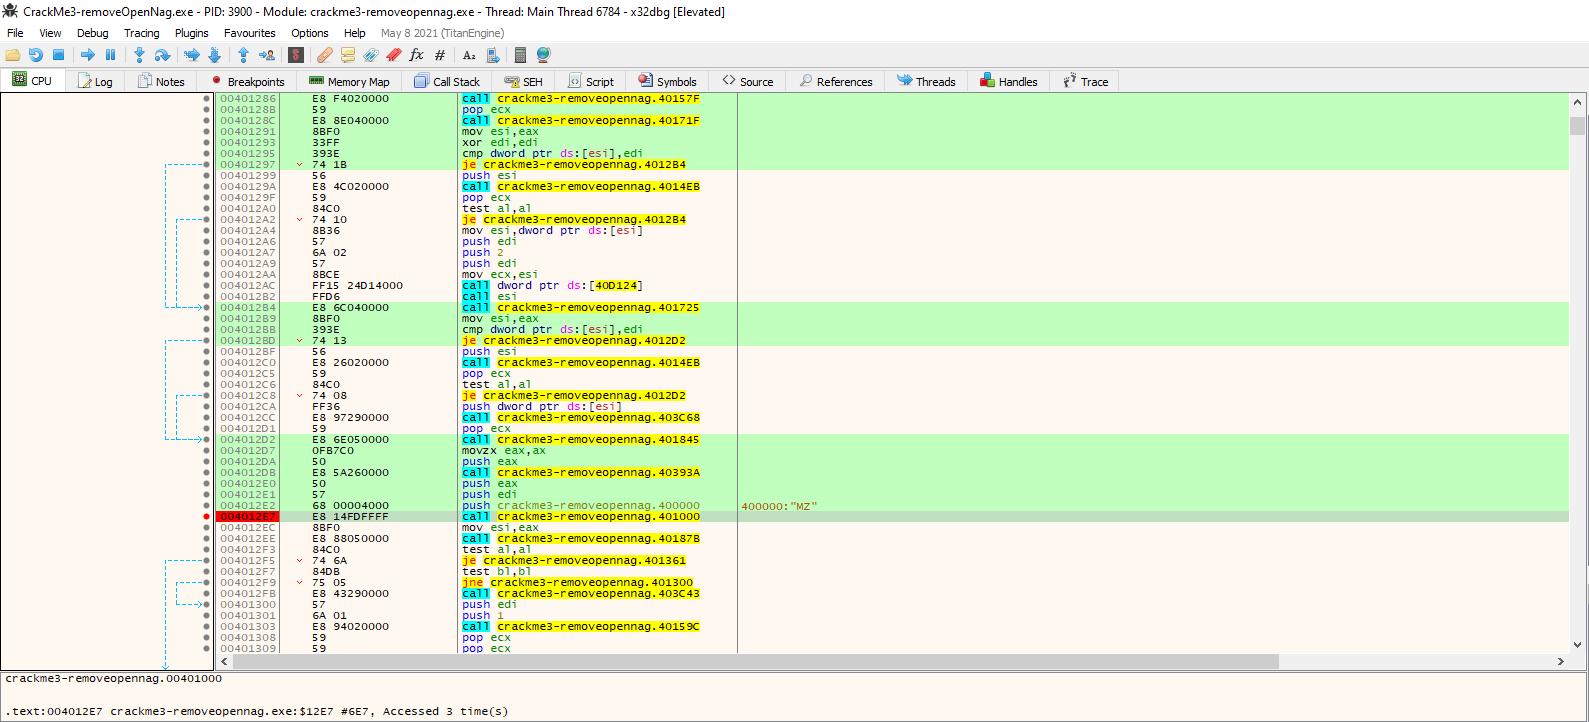 CrackMe3-removeOpenNag.exe - PID: 3900 - Module: crackme3-removeopennag.exe - Thread: Main Thread 6784 - x32dbg [Elevated]
File View Debug Tracing Plugins Favourites Options Help May 8 2021 (TitanEngine)
CPU Log Notes Breakpoints Memory Map Call Stack SEH Script Symbols Source References Threads Handles Trace
00401286 E8 F4020000 call crackme3-removeopennag.40157F
0040128B 59 pop ecx
0040128C E8 8E040000 call crackme3-removeopennag.40171F
00401291 8BF0 mov esi,eax
00401293 33FF xor edi,edi
00401295 393E cmp dword ptr ds:[esi],edi
00401297 74 1B je crackme3-removeopennag.4012B4
00401299 56 push esi
0040129A E8 4C020000 call crackme3-removeopennag.4014EB
0040129F 59 pop ecx
004012A0 84C0 test al,al
004012A2 74 10 je crackme3-removeopennag.4012B4
004012A4 8B36 mov esi,dword ptr ds:[esi]
004012A6 57 push edi
004012A7 6A 02 push 2
004012A9 57 push edi
004012AA 8BCE mov ecx,esi
004012AC FF15 24D14000 call dword ptr ds:[40D124]
004012B2 FFD6 call esi
004012B4 E8 6C040000 call crackme3-removeopennag.401725
004012B9 8BF0 mov esi,eax
004012BB 393E cmp dword ptr ds:[esi],edi
004012BD 74 13 je crackme3-removeopennag.4012D2
004012BF 56 push esi
004012C0 E8 26020000 call crackme3-removeopennag.4014EB
004012C5 59 pop ecx
004012C6 84C0 test al,al
004012C8 74 08 je crackme3-removeopennag.4012D2
004012CA FF36 push dword ptr ds:[esi]
004012CC E8 97290000 call crackme3-removeopennag.403C68
004012D1 59 pop ecx
004012D2 E8 6E050000 call crackme3-removeopennag.401845
004012D7 0FB7C0 movzx eax,ax
004012DA 50 push eax
004012DB E8 5A260000 call crackme3-removeopennag.40393A
004012E0 50 push eax
004012E1 57 push edi
004012E2 68 00004000 push crackme3-removeopennag.400000 400000:"MZ"
004012E7 E8 14FDFFFF call crackme3-removeopennag.401000
004012EC 8BF0 mov esi,eax
004012EE E8 88050000 call crackme3-removeopennag.40187B
004012F3 84C0 test al,al
004012F5 74 6A je crackme3-removeopennag.401361
004012F7 84DB test bl,bl
004012F9 75 05 jne crackme3-removeopennag.401300
004012FB E8 43290000 call crackme3-removeopennag.403C43
00401300 57 push edi
00401301 6A 01 push 1
00401303 E8 94020000 call crackme3-removeopennag.40159C
00401308 59 pop ecx
00401309 59 pop ecx
crackme3-removeopennag.00401000
.text:004012E7 crackme3-removeopennag.exe:$12E7 #6E7, Accessed 3 time(s)